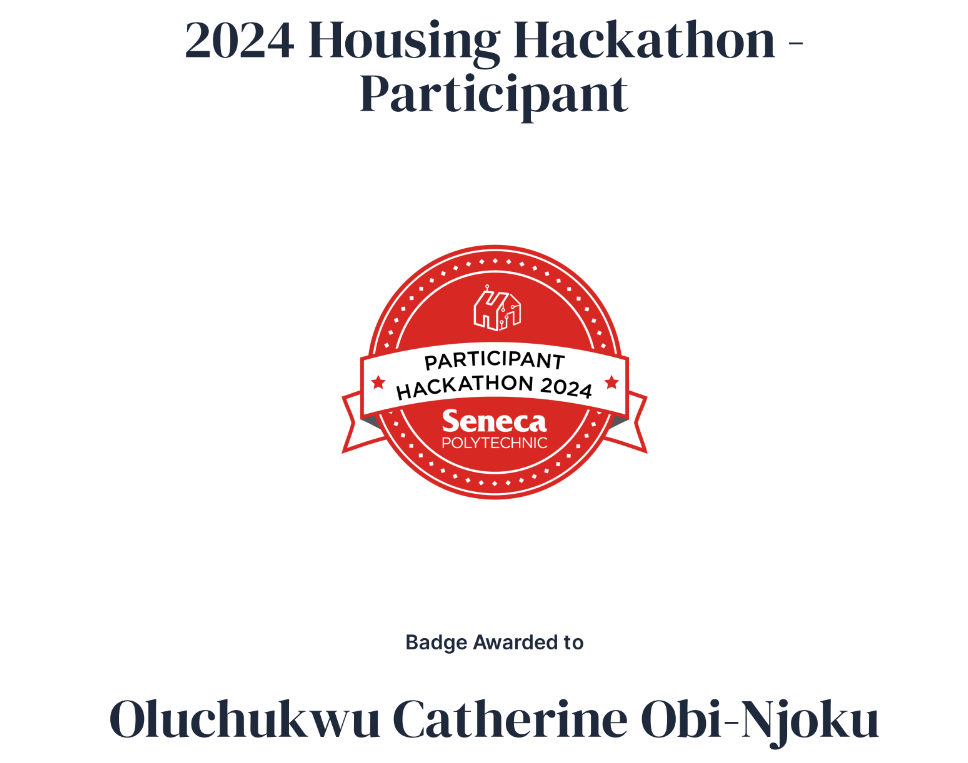 2024 Housing Hackathon -
Participant
PARTICIPANT
HACKATHON 2024
Seneca
POLYTECHNIC
Badge Awarded to
Oluchukwu Catherine Obi-Njoku